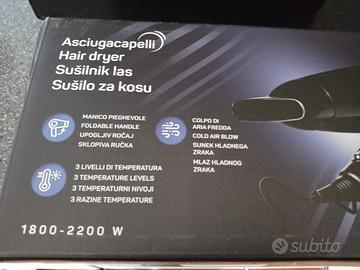 Asciugacapelli
Hair dryer
Sušilnik las
Sušilo za kosu
MANICO PIEGHEVOLE
FOLDABLE HANDLE
UPOGLJIV ROČAJ
SKLOPIVA RUČKA
COLPO DI
ARIA FREDDA
COLD AIR BLOW
SUNEK HLADNEGA
ZRAKA
MLAZ HLADNOG
ZRAKA
3 LIVELLI DI TEMPERATURA
3 TEMPERATURE LEVELS
3 TEMPERATURNI NIVOJI
3 RAZINE TEMPERATURE
1800-2200 W
subito